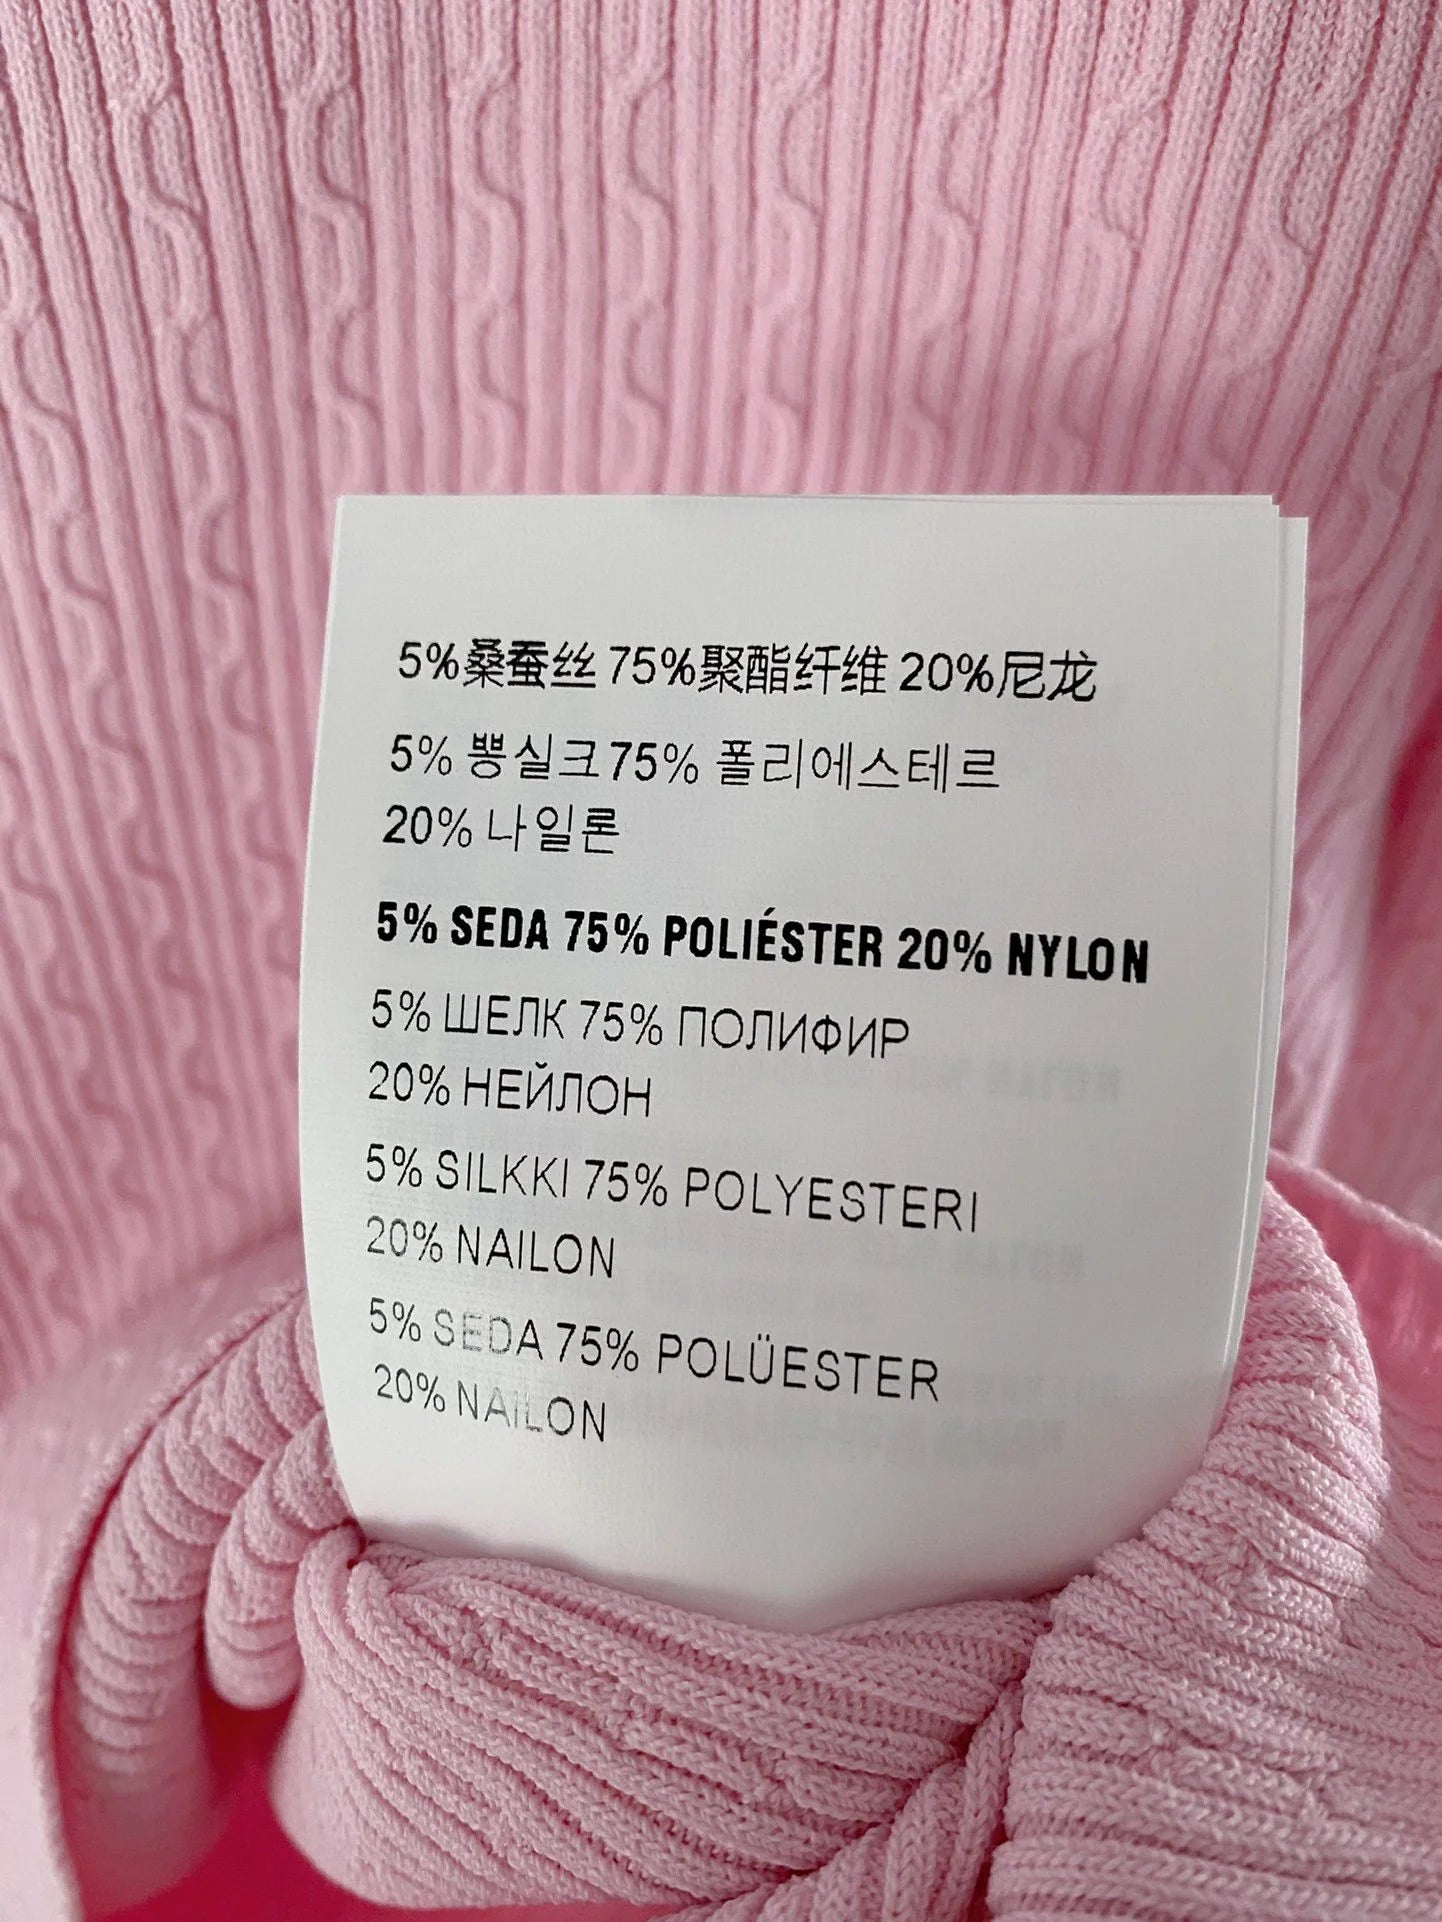 5%桑蚕丝 75%聚酯纤维 20%尼龙
5% 뽕실크 75% 폴리에스테르
20% 나일론
5% SEDA 75% POLIÉSTER 20% NYLON
5% ШЕЛК 75% ПОЛИФИР
20% НЕЙЛОН
5% SILKKI 75% POLYESTERI
20% NAILON
5% SEDA 75% POLÜESTER
20% NAILON